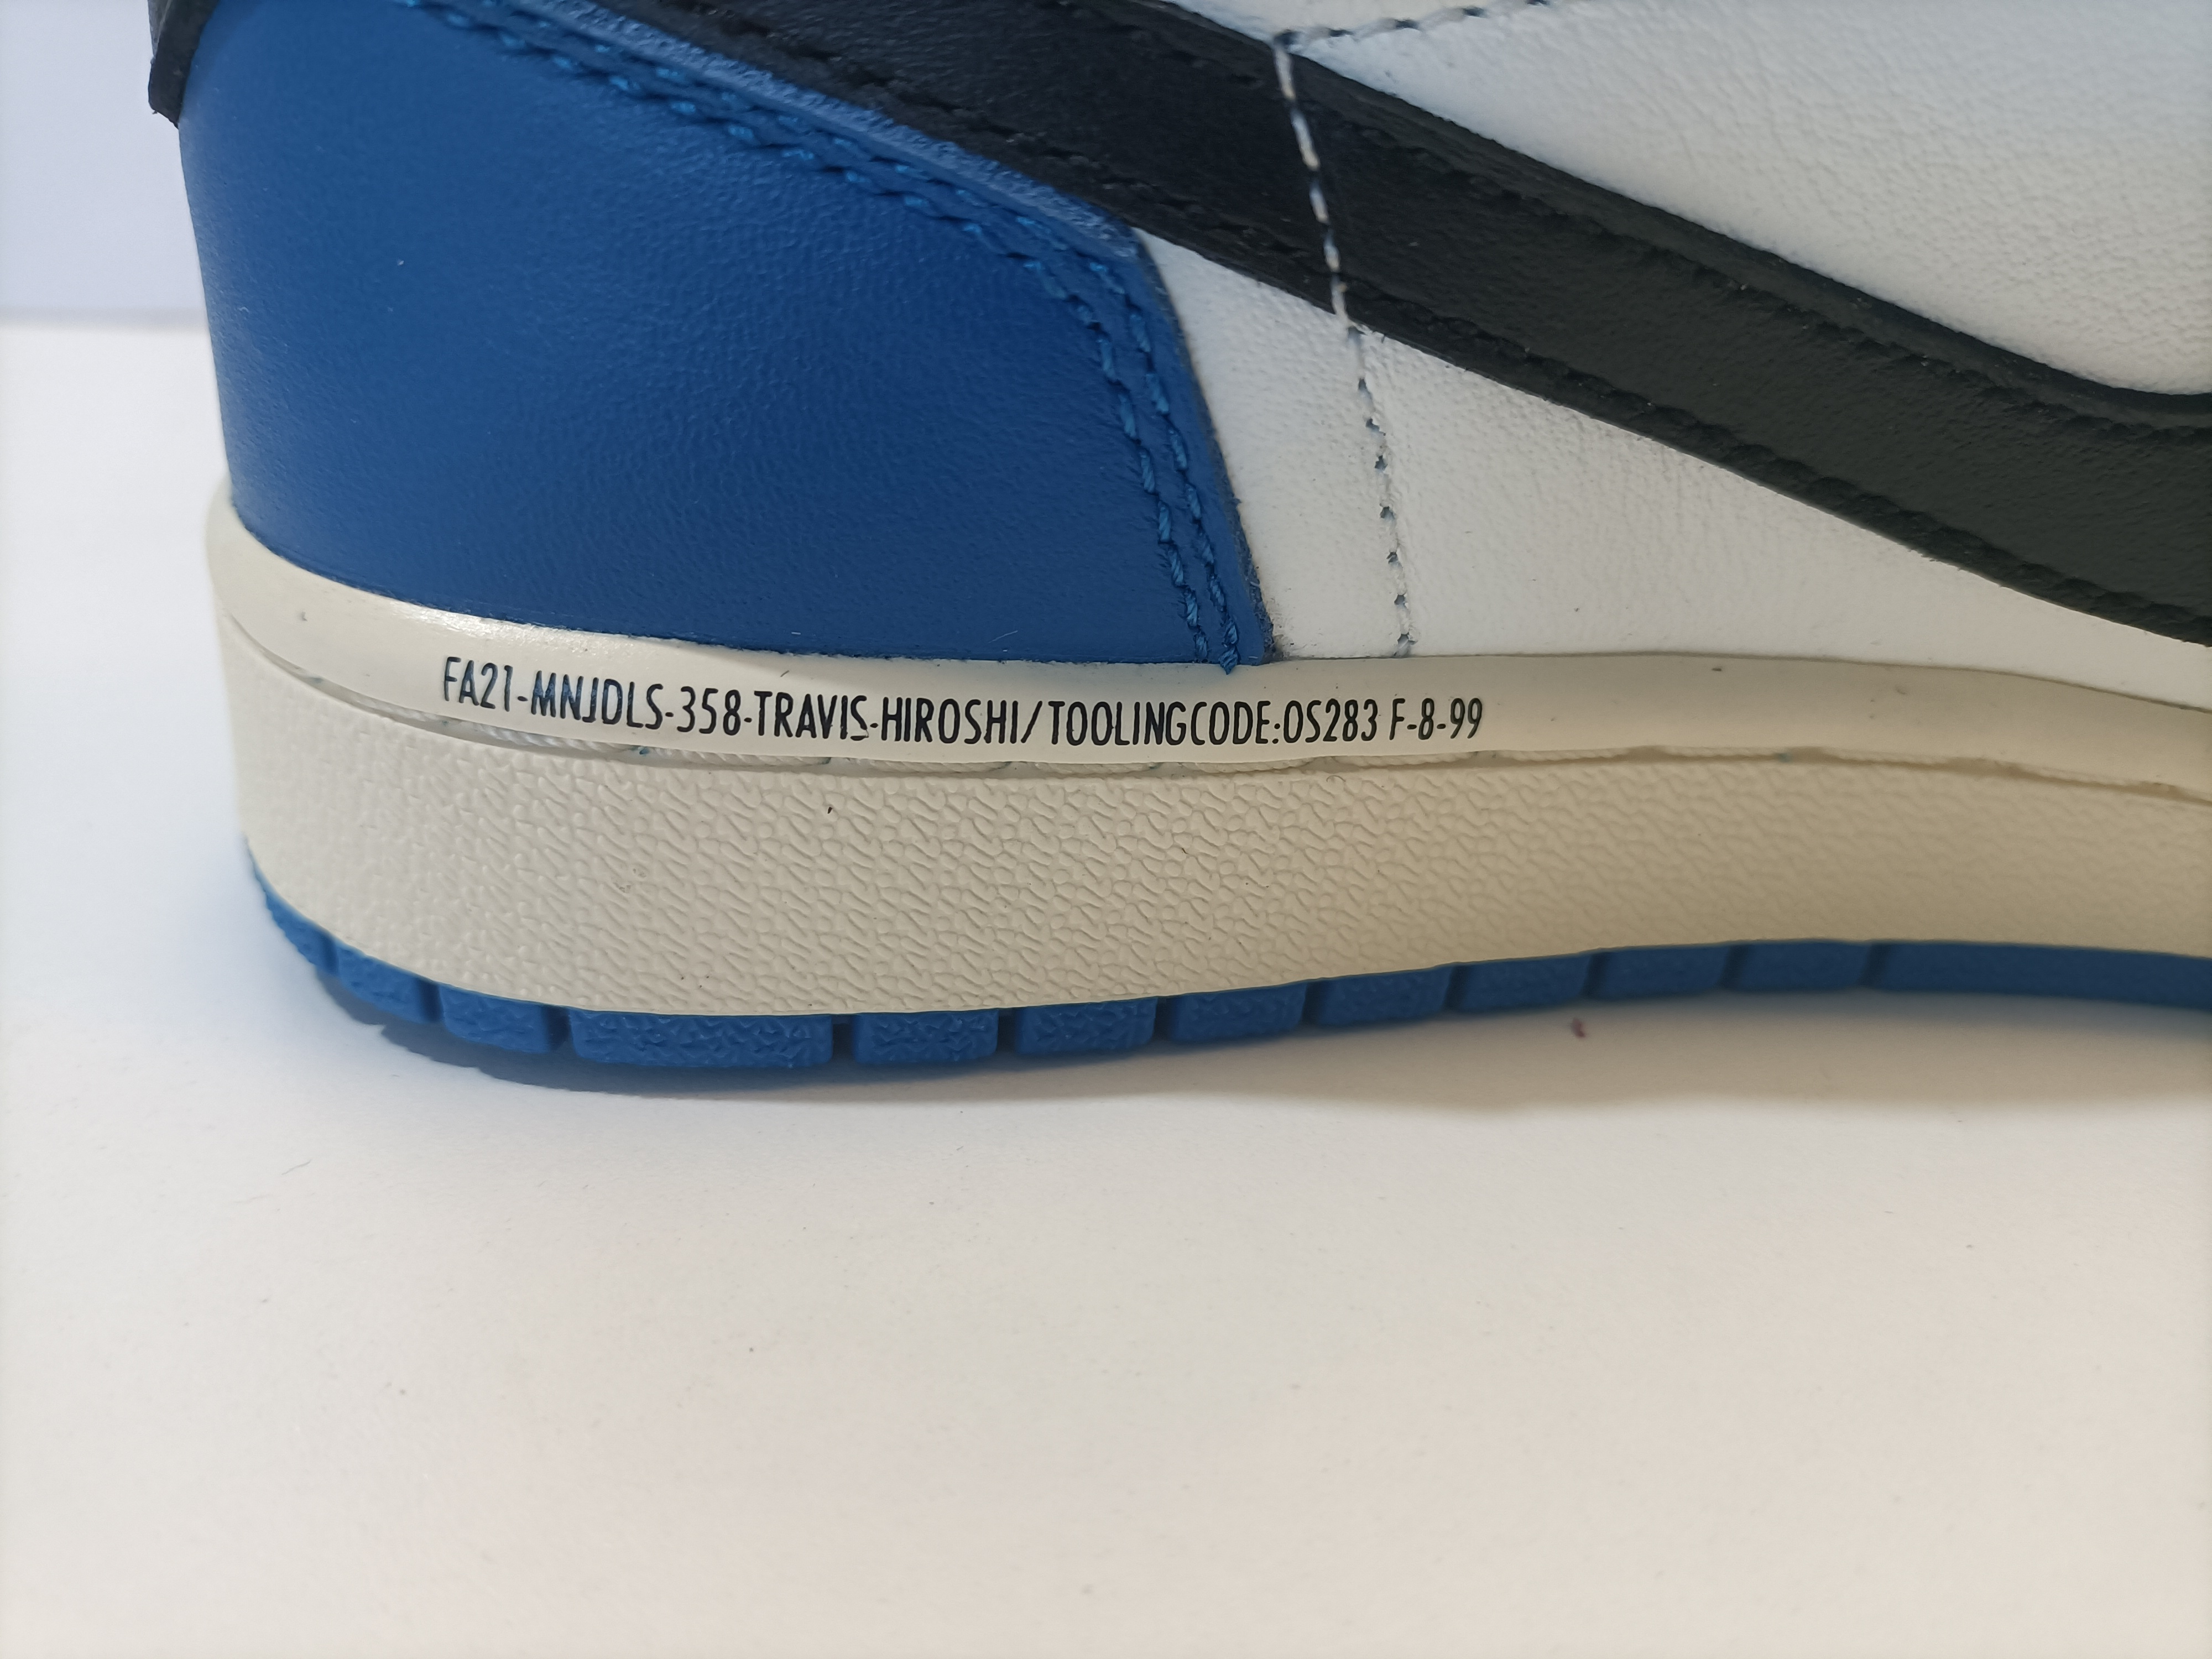 FA21-MNJDLS-358-TRAVIS-HIROSHI/TOOLINGCODE:OS283 F-8-99